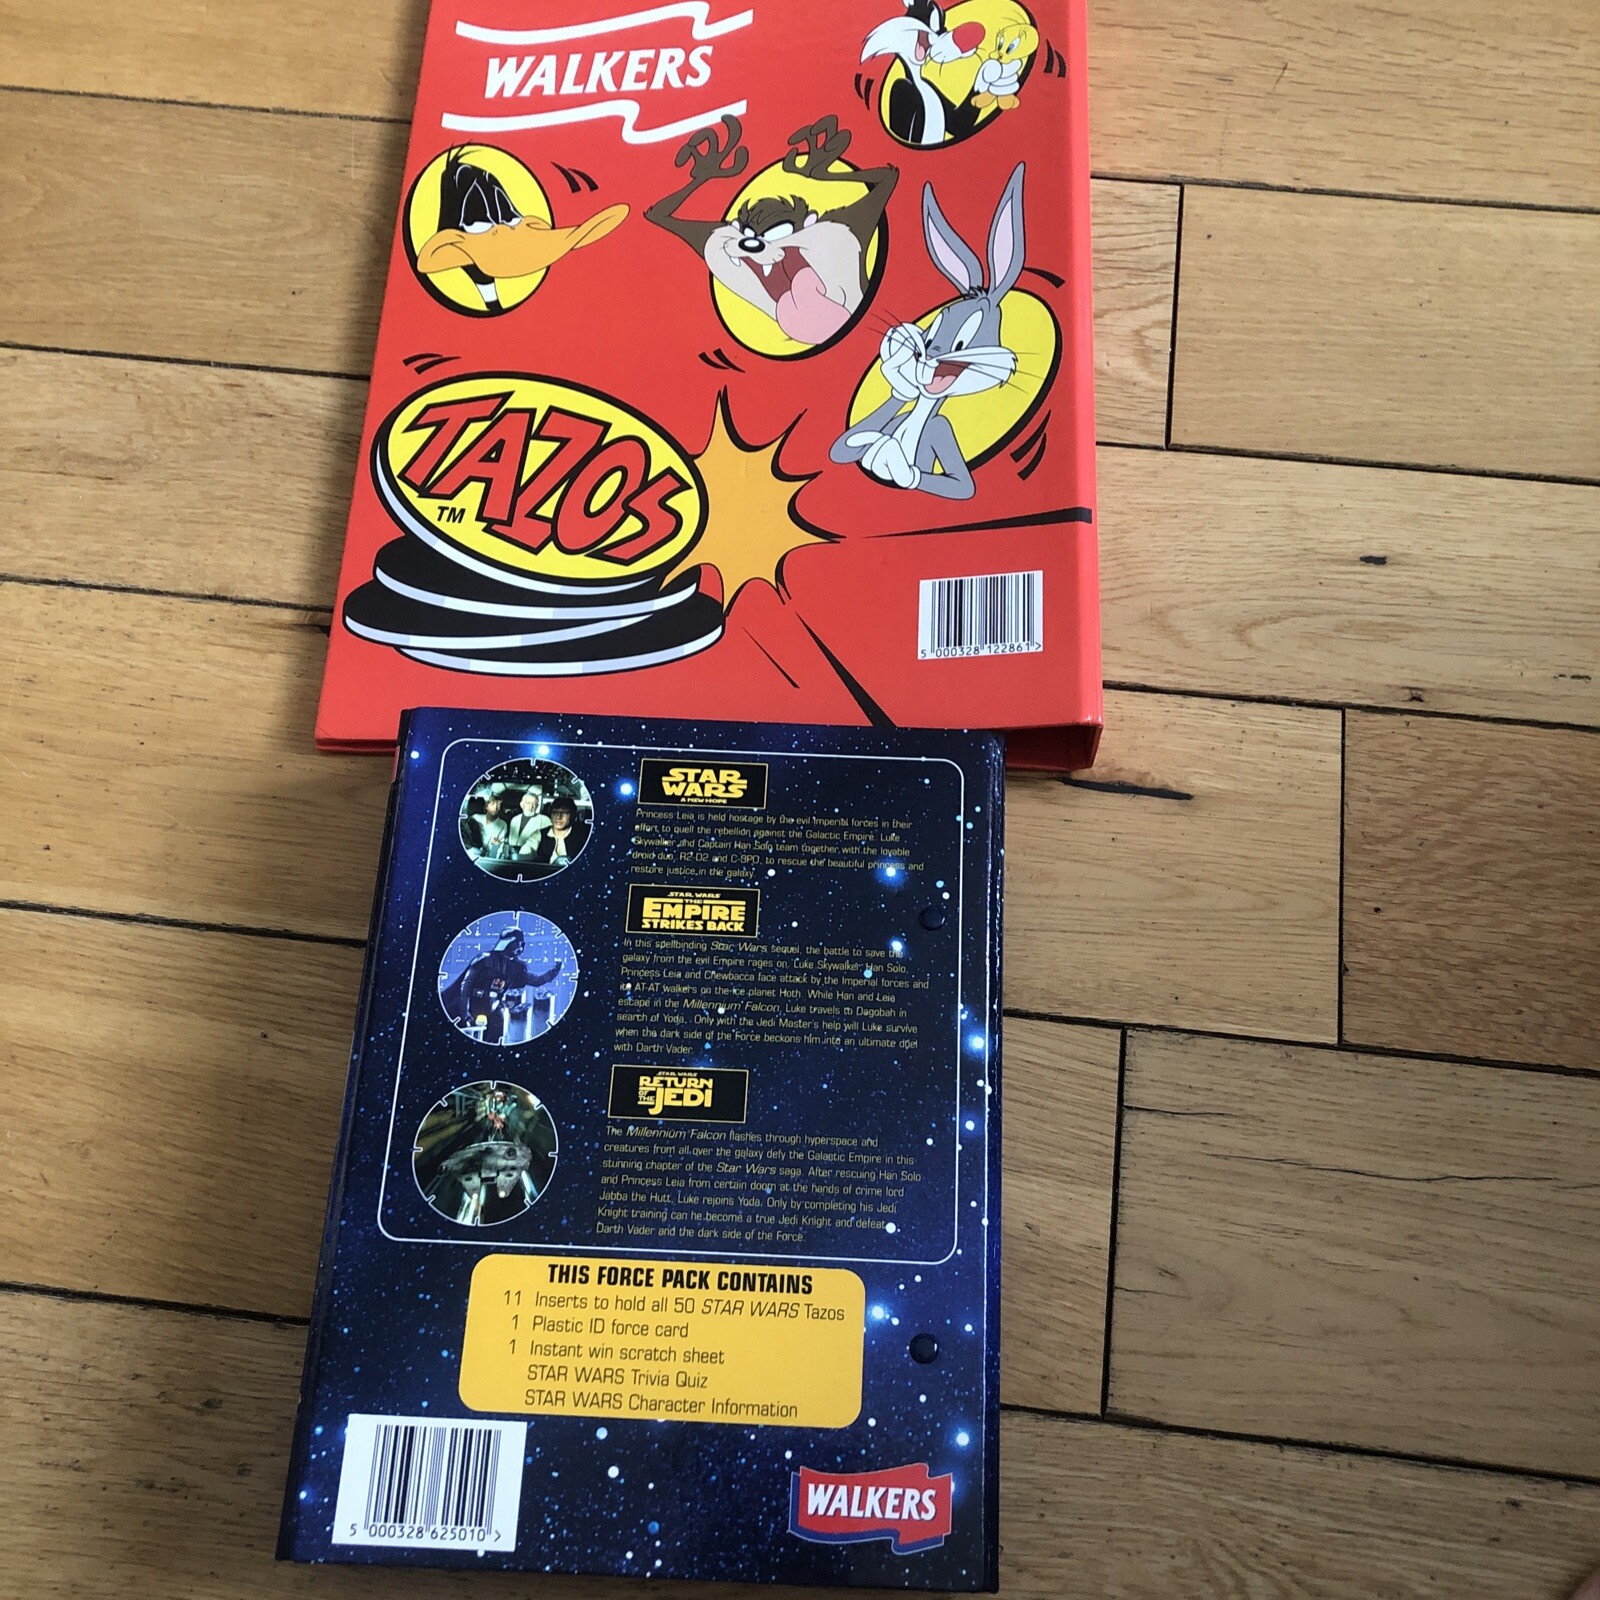 WALKERS
TAZOS
TM
5 000328 122861 >
STAR
WARS
A NEW HOPE
Princess Leia is held hostage by the evil Imperial forces in their
effort to quell the rebellion against the Galactic Empire. Luke
Skywalker and Captain Han Solo team together with the lovable
droid duo, R2-D2 and C-3PO, to rescue the beautiful princess and
restore justice in the galaxy.
STAR WARS
THE
EMPIRE
STRIKES BACK
In this spellbinding Star Wars sequel, the battle to save the
galaxy from the evil Empire rages on. Luke Skywalker, Han Solo,
Princess Leia and Chewbacca face attack by the Imperial forces and
its AT-AT walkers on the ice planet Hoth. While Han and Leia
escape in the Millennium Falcon, Luke travels to Dagobah in
search of Yoda. Only with the Jedi Master's help will Luke survive
when the dark side of the Force beckons him into an ultimate duel
with Darth Vader.
STAR WARS
RETURN
OF THE JEDI
The Millennium Falcon flashes through hyperspace and
creatures from all over the galaxy defy the Galactic Empire in this
stunning chapter of the Star Wars saga. After rescuing Han Solo
and Princess Leia from certain doom at the hands of crime lord
Jabba the Hutt, Luke rejoins Yoda. Only by completing his Jedi
Knight training can he become a true Jedi Knight and defeat
Darth Vader and the dark side of the Force.
THIS FORCE PACK CONTAINS
11 Inserts to hold all 50 STAR WARS Tazos
1 Plastic ID force card
1 Instant win scratch sheet
STAR WARS Trivia Quiz
STAR WARS Character Information
5 000328 625010 >
WALKERS